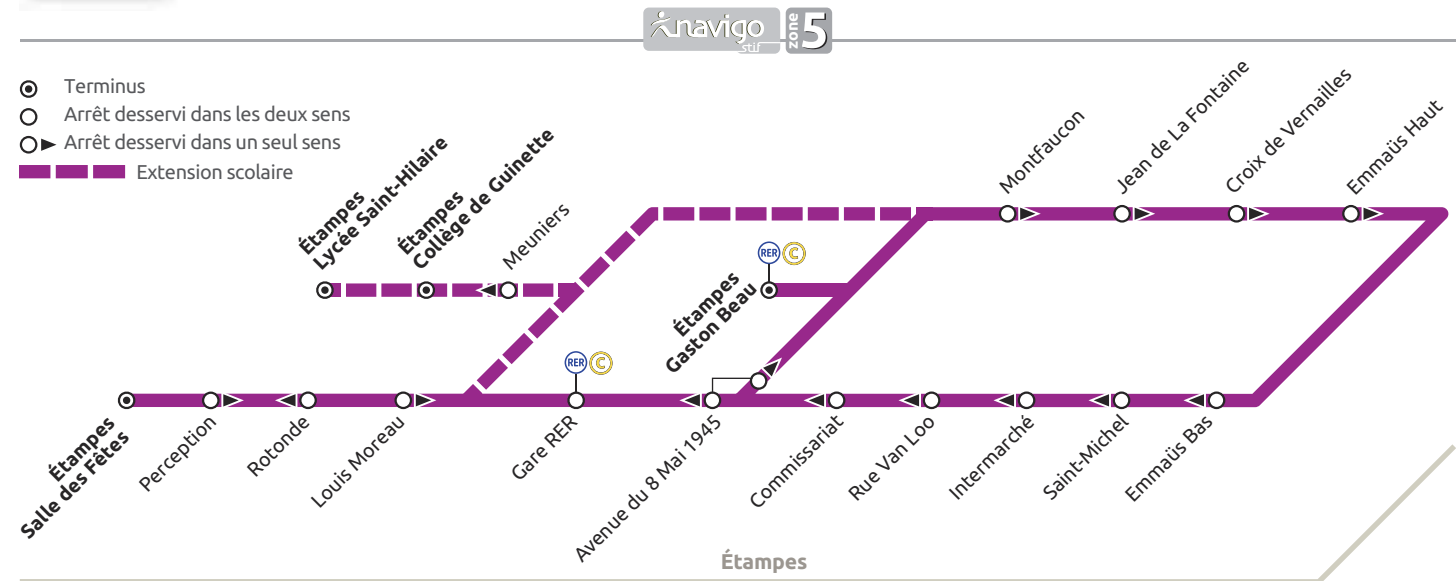 navigo
stif
zone 5
Terminus
Arrêt desservi dans les deux sens
Arrêt desservi dans un seul sens
Extension scolaire
Étampes
Lycée Saint-Hilaire
Étampes
Collège de Guinette
Meuniers
Montfaucon
Jean de La Fontaine
Croix de Vernailles
Emmaüs Haut
RER C
Étampes
Gaston Beau
RER C
Étampes
Salle des Fêtes
Perception
Rotonde
Louis Moreau
Gare RER
Avenue du 8 Mai 1945
Commissariat
Rue Van Loo
Intermarché
Saint-Michel
Emmaüs Bas
Étampes